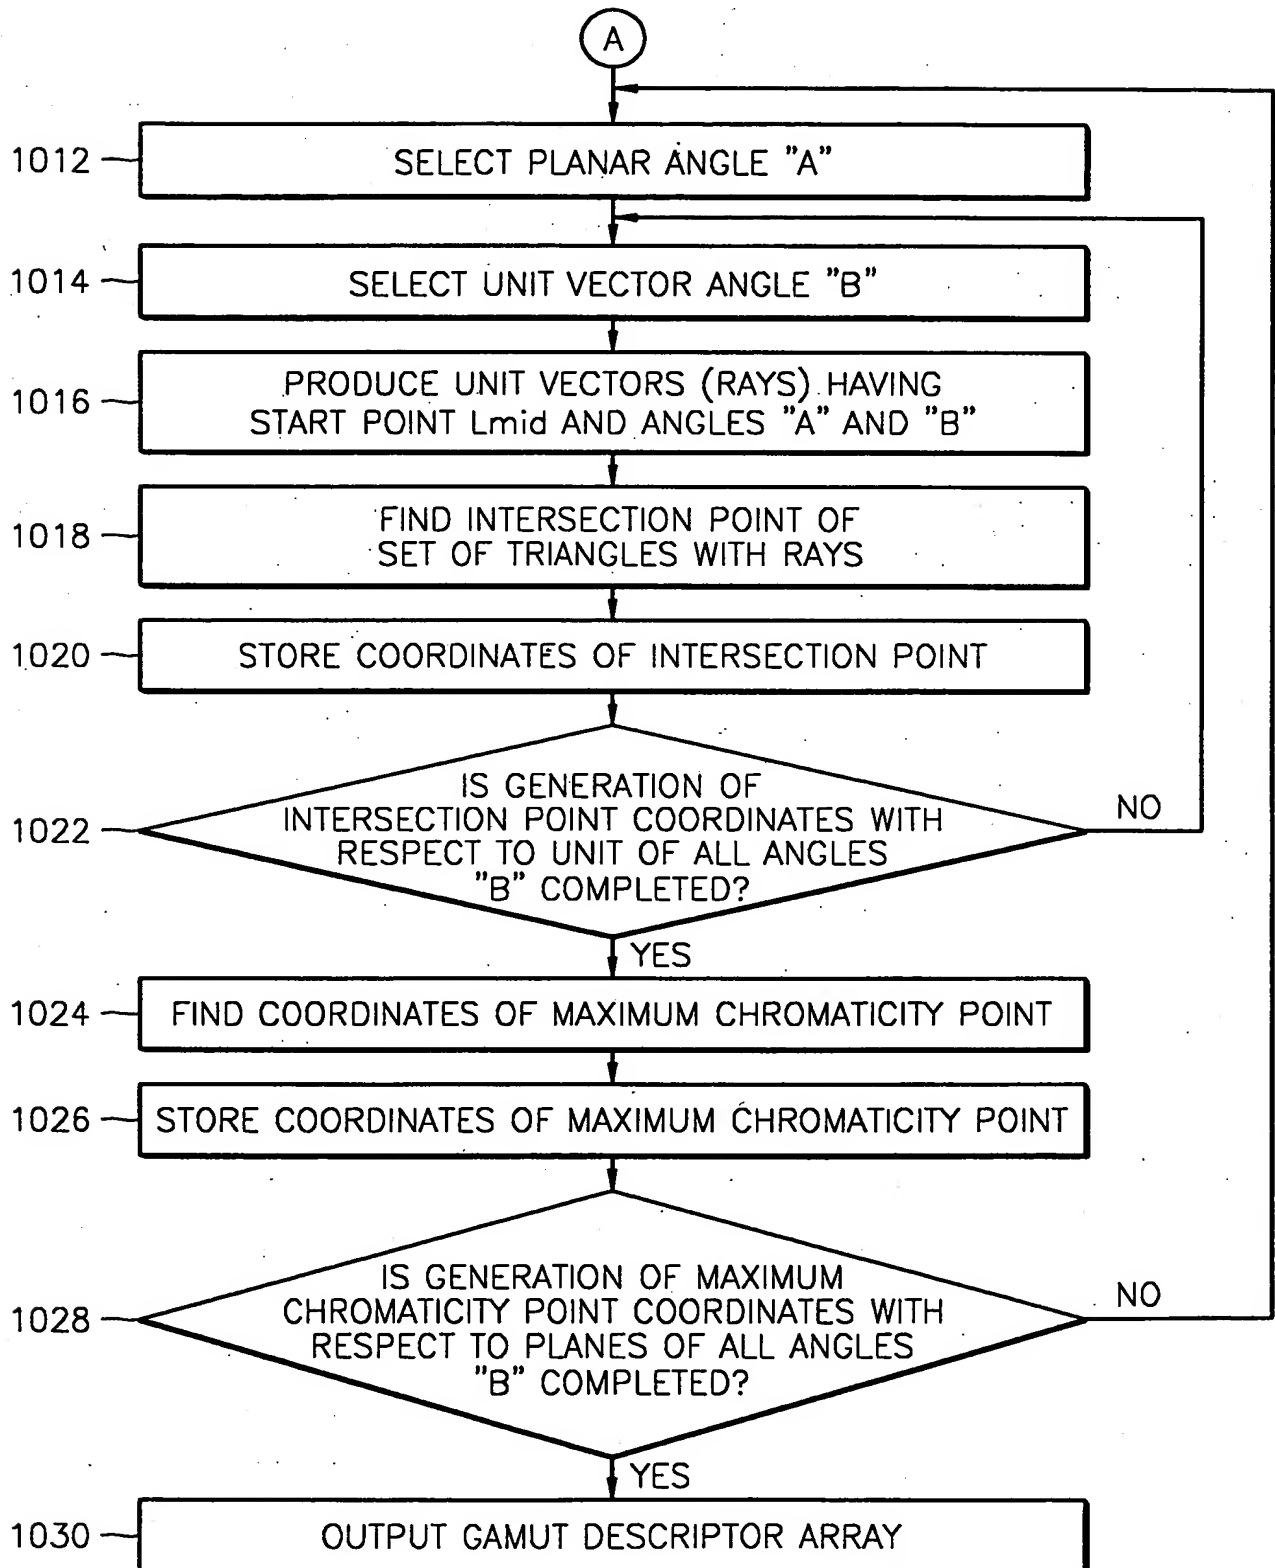 A
1012
SELECT PLANAR ANGLE "A"
1014
SELECT UNIT VECTOR ANGLE "B"
1016
PRODUCE UNIT VECTORS (RAYS) HAVING
START POINT Lmid AND ANGLES "A" AND "B"
1018
FIND INTERSECTION POINT OF
SET OF TRIANGLES WITH RAYS
1020
STORE COORDINATES OF INTERSECTION POINT
1022
IS GENERATION OF
INTERSECTION POINT COORDINATES WITH
RESPECT TO UNIT OF ALL ANGLES
"B" COMPLETED?
NO
YES
1024
FIND COORDINATES OF MAXIMUM CHROMATICITY POINT
1026
STORE COORDINATES OF MAXIMUM CHROMATICITY POINT
1028
IS GENERATION OF MAXIMUM
CHROMATICITY POINT COORDINATES WITH
RESPECT TO PLANES OF ALL ANGLES
"B" COMPLETED?
NO
YES
1030
OUTPUT GAMUT DESCRIPTOR ARRAY